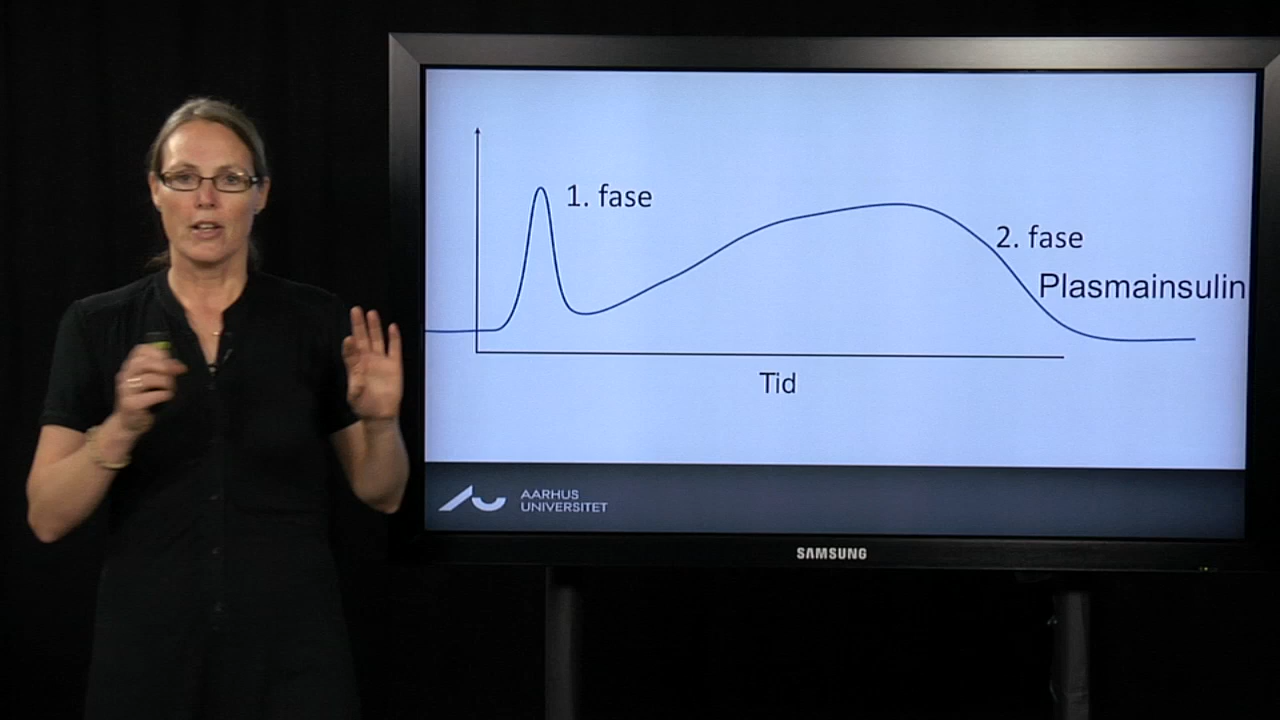 1. fase
2. fase
Plasmainsulin
Tid
AARHUS
UNIVERSITET
SAMSUNG